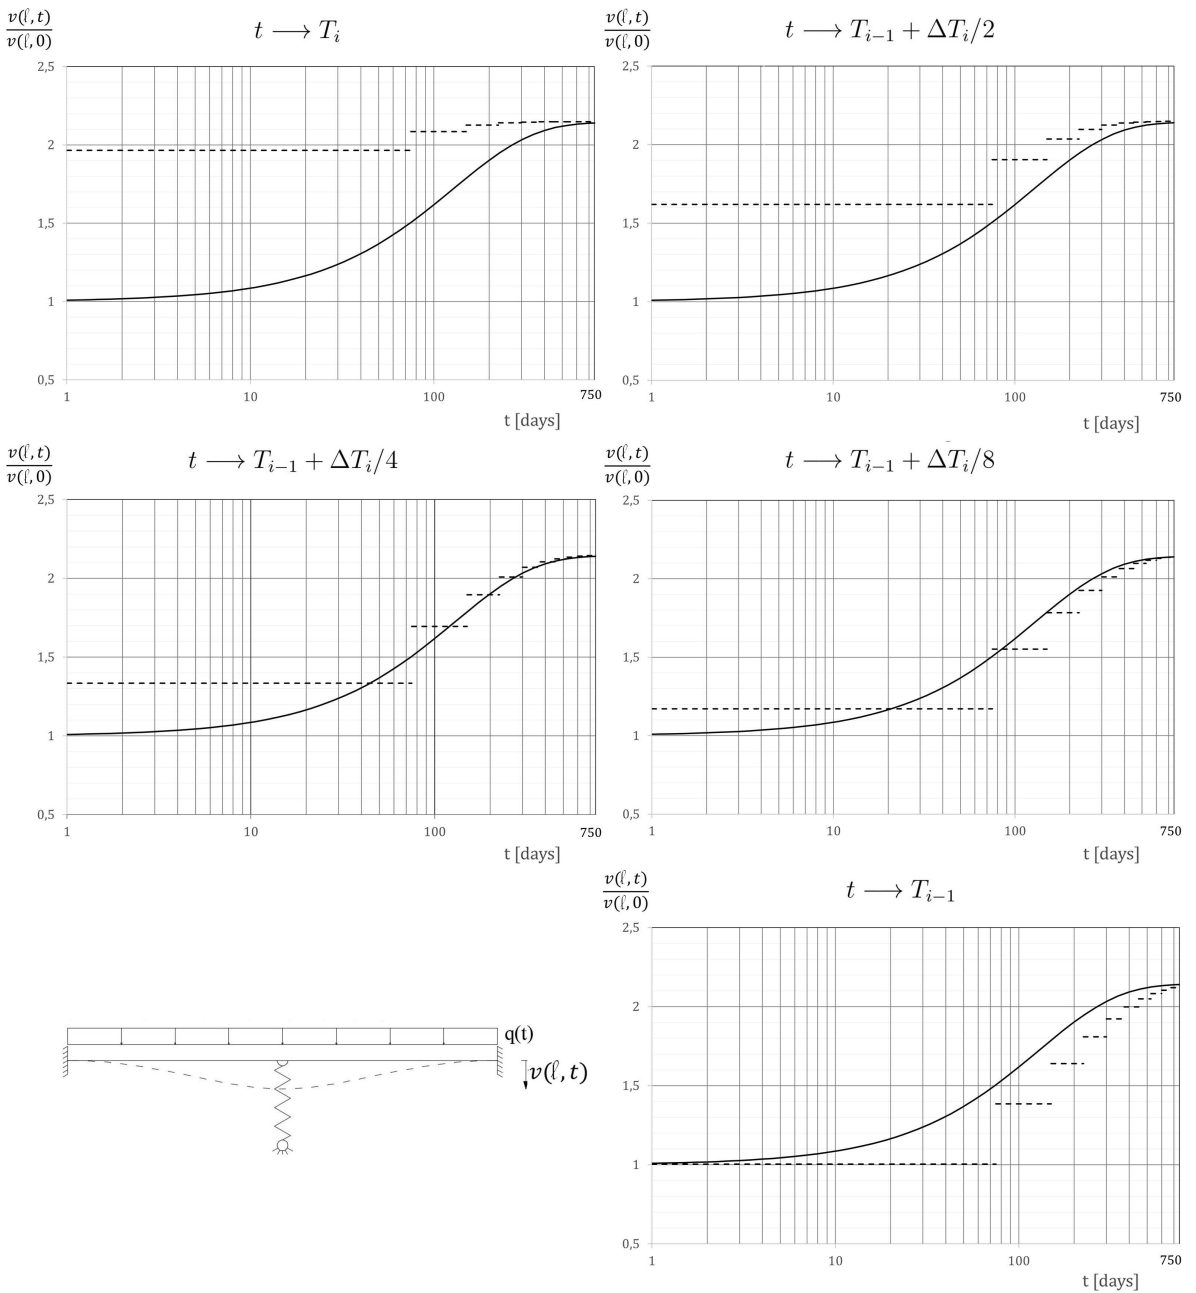 v(ℓ,t)/v(ℓ,0)
t ⟶ T_i
2,5
2
1,5
1
0,5
1 10 100 750
t [days]
v(ℓ,t)/v(ℓ,0)
t ⟶ T_{i−1} + ΔT_i/2
2,5
2
1,5
1
0,5
1 10 100 750
t [days]
v(ℓ,t)/v(ℓ,0)
t ⟶ T_{i−1} + ΔT_i/4
2,5
2
1,5
1
0,5
1 10 100 750
t [days]
v(ℓ,t)/v(ℓ,0)
t ⟶ T_{i−1} + ΔT_i/8
2,5
2
1,5
1
0,5
1 10 100 750
t [days]
q(t)
v(ℓ,t)
v(ℓ,t)/v(ℓ,0)
t ⟶ T_{i−1}
2,5
2
1,5
1
0,5
1 10 100 750
t [days]